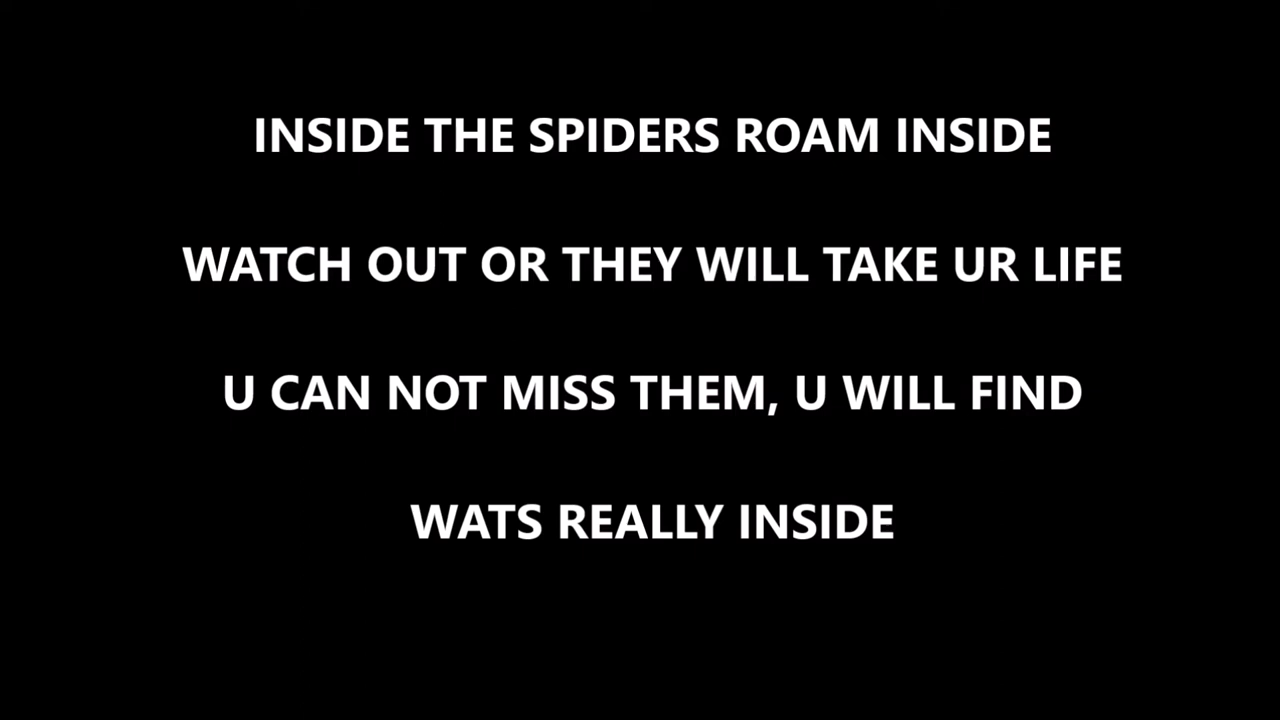 INSIDE THE SPIDERS ROAM INSIDE
WATCH OUT OR THEY WILL TAKE UR LIFE
U CAN NOT MISS THEM, U WILL FIND
WATS REALLY INSIDE